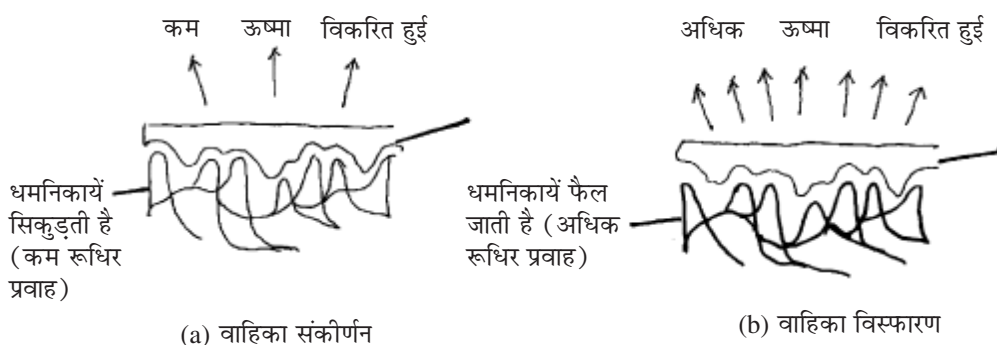 कम ऊष्मा विकरित हुई
धमनिकायें
सिकुड़ती है
(कम रूधिर
प्रवाह)
(a) वाहिका संकीर्णन
अधिक ऊष्मा विकरित हुई
धमनिकायें फैल
जाती है (अधिक
रूधिर प्रवाह)
(b) वाहिका विस्फारण